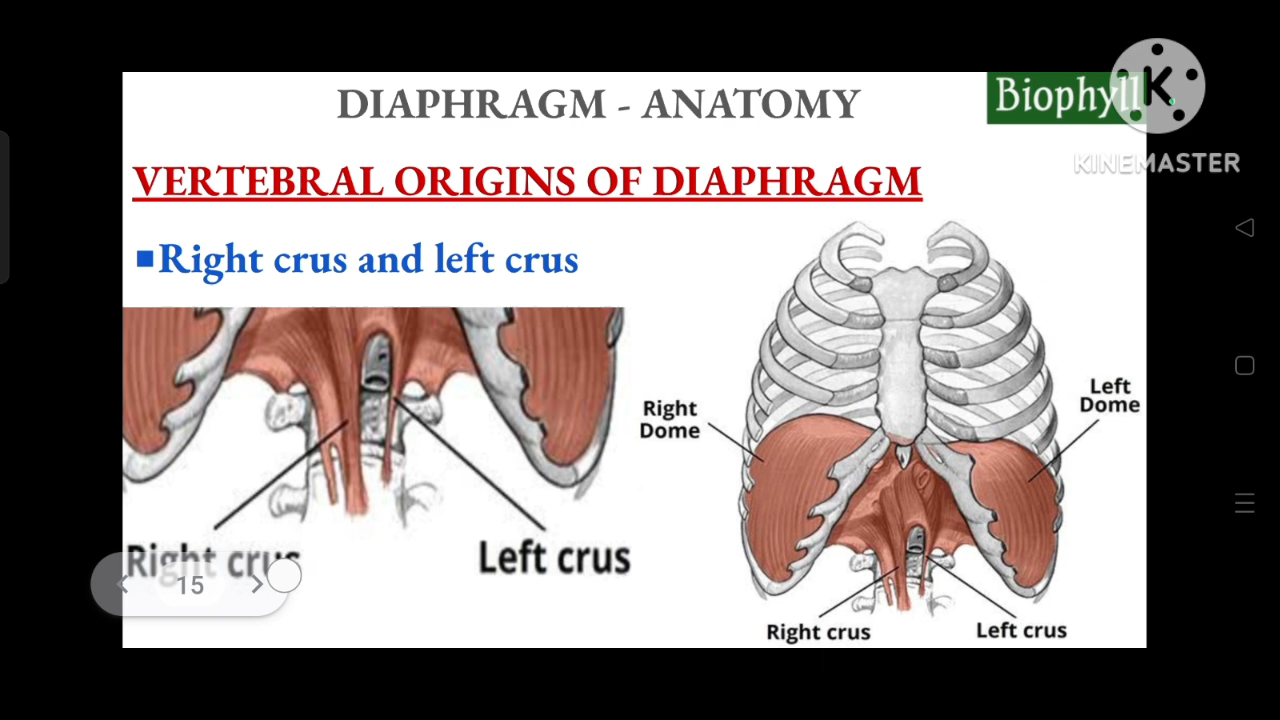 DIAPHRAGM - ANATOMY
Biophyll
KINEMASTER
VERTEBRAL ORIGINS OF DIAPHRAGM
Right crus and left crus
Right
Dome
Left
Dome
Right crus
Left crus
15
Right crus
Left crus